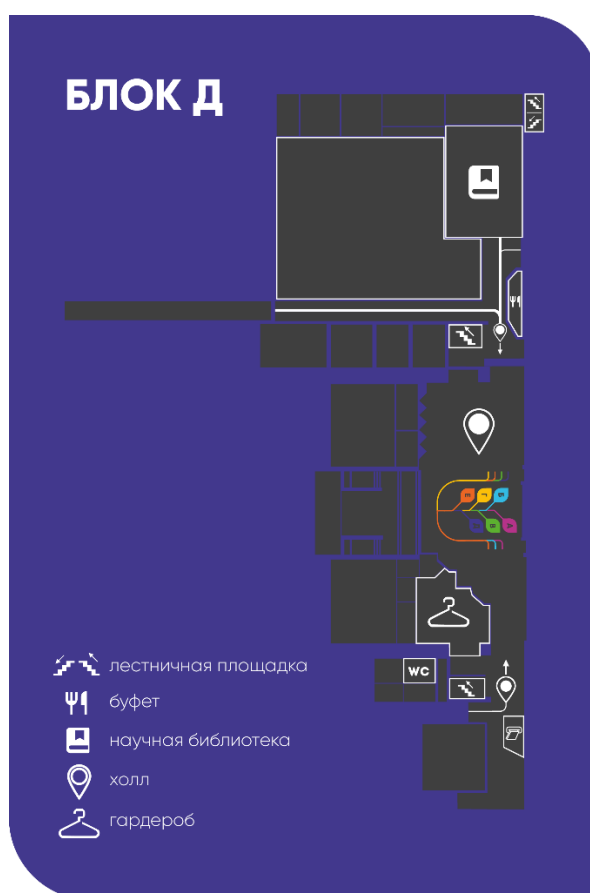 БЛОК Д
WC
лестничная площадка
буфет
научная библиотека
холл
гардероб